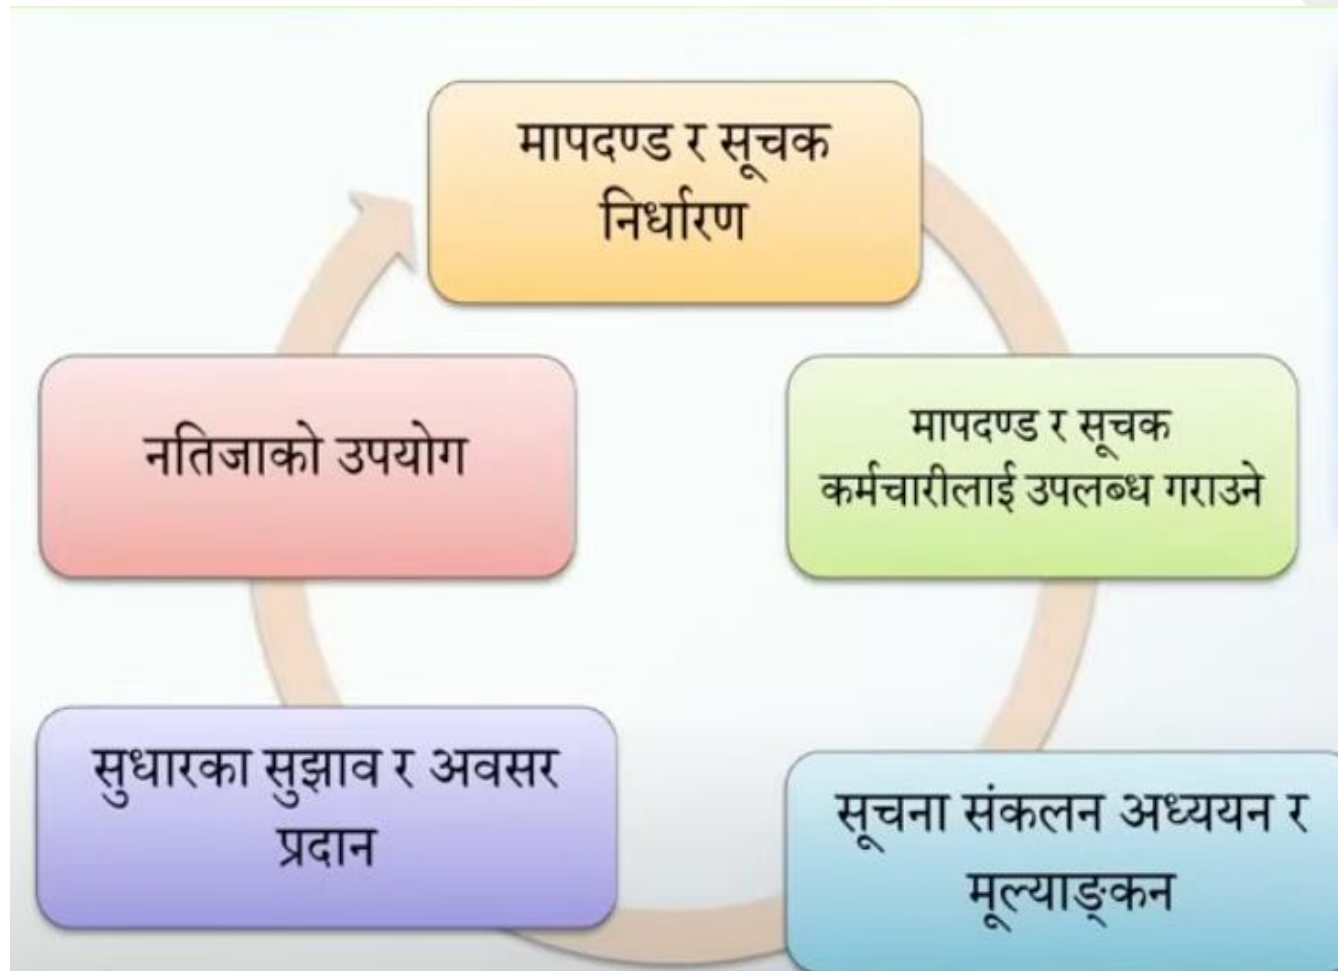 मापदण्ड र सूचक
निर्धारण
मापदण्ड र सूचक
कर्मचारीलाई उपलब्ध गराउने
सूचना संकलन अध्ययन र
मूल्याङ्कन
सुधारका सुझाव र अवसर
प्रदान
नतिजाको उपयोग